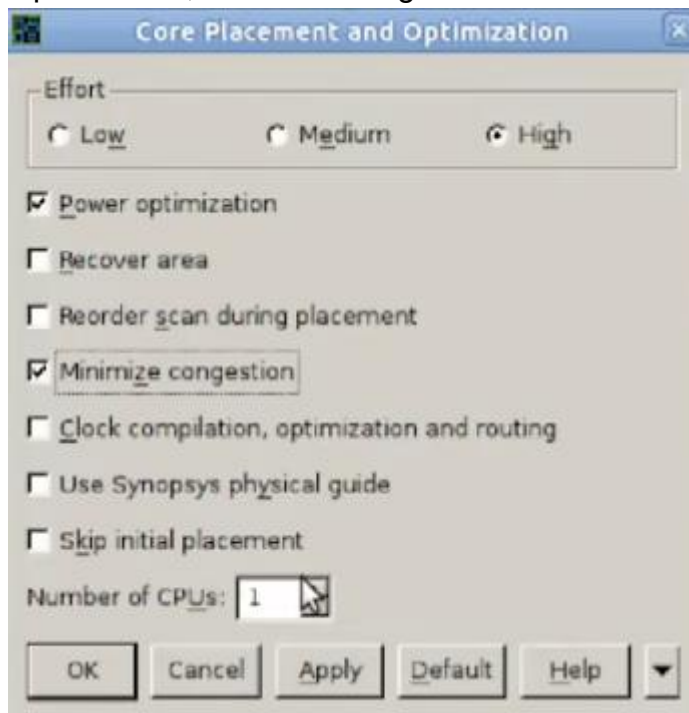 Core Placement and Optimization
Effort
Low Medium High
Power optimization
Recover area
Reorder scan during placement
Minimize congestion
Clock compilation, optimization and routing
Use Synopsys physical guide
Skip initial placement
Number of CPUs: 1
OK Cancel Apply Default Help